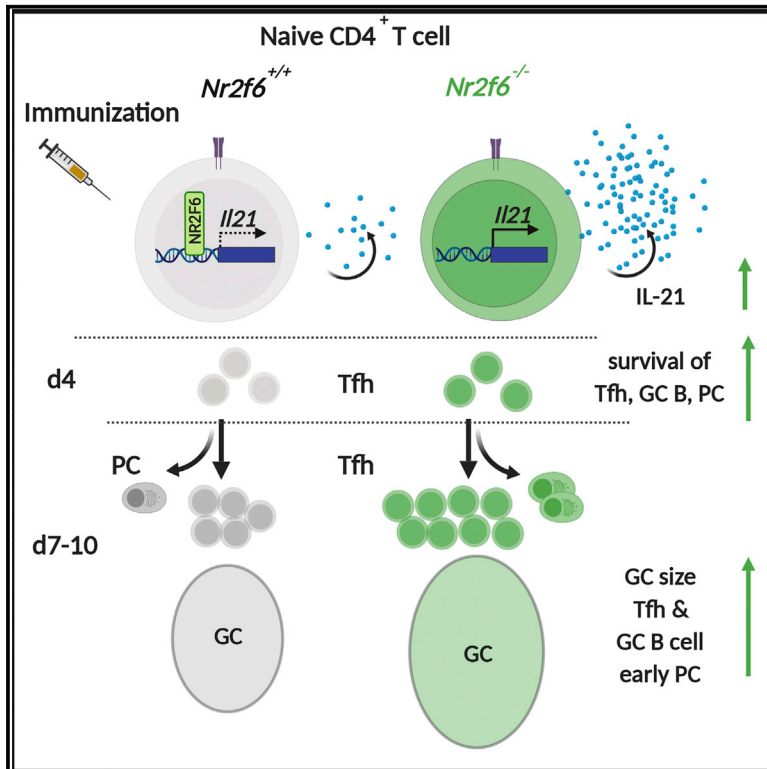 Naive CD4+ T cell
Nr2f6+/+
Nr2f6-/-
Immunization
NR2F6
Il21
Il21
IL-21
d4
Tfh
survival of
Tfh, GC B, PC
PC
Tfh
d7-10
GC
GC
GC size
Tfh &
GC B cell
early PC